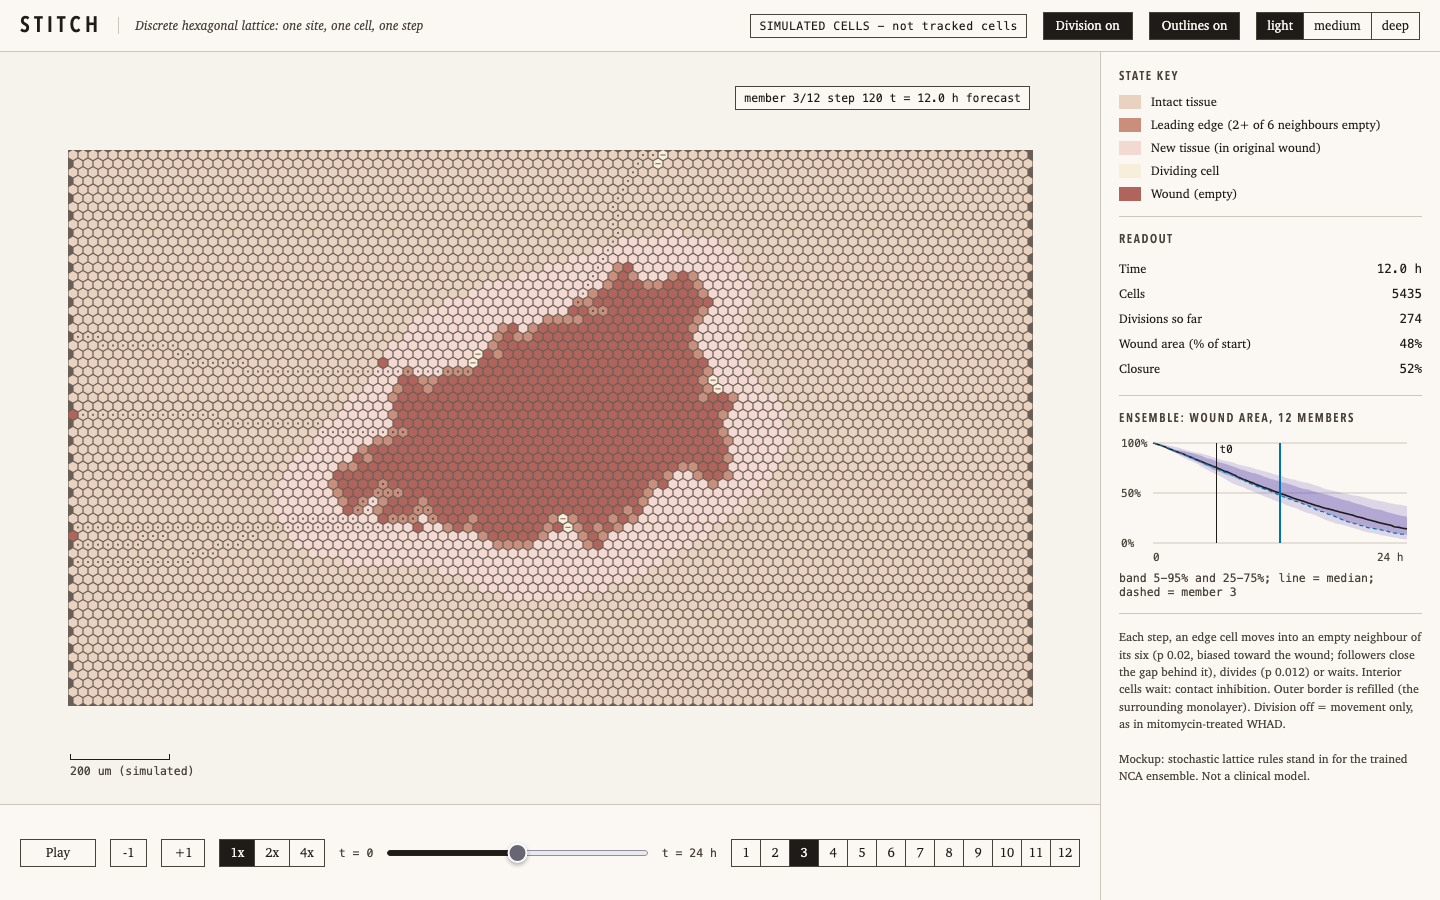 STITCH
Discrete hexagonal lattice: one site, one cell, one step
SIMULATED CELLS – not tracked cells
Division on
Outlines on
light
medium
deep
member 3/12 step 120 t = 12.0 h forecast
200 um (simulated)
STATE KEY
Intact tissue
Leading edge (2+ of 6 neighbours empty)
New tissue (in original wound)
Dividing cell
Wound (empty)
READOUT
Time 12.0 h
Cells 5435
Divisions so far 274
Wound area (% of start) 48%
Closure 52%
ENSEMBLE: WOUND AREA, 12 MEMBERS
100%
t0
50%
0%
0 24 h
band 5–95% and 25–75%; line = median;
dashed = member 3
Each step, an edge cell moves into an empty neighbour of
its six (p 0.02, biased toward the wound; followers close
the gap behind it), divides (p 0.012) or waits. Interior
cells wait: contact inhibition. Outer border is refilled (the
surrounding monolayer). Division off = movement only,
as in mitomycin-treated WHAD.
Mockup: stochastic lattice rules stand in for the trained
NCA ensemble. Not a clinical model.
Play
-1
+1
1x 2x 4x
t = 0
t = 24 h
1 2 3 4 5 6 7 8 9 10 11 12